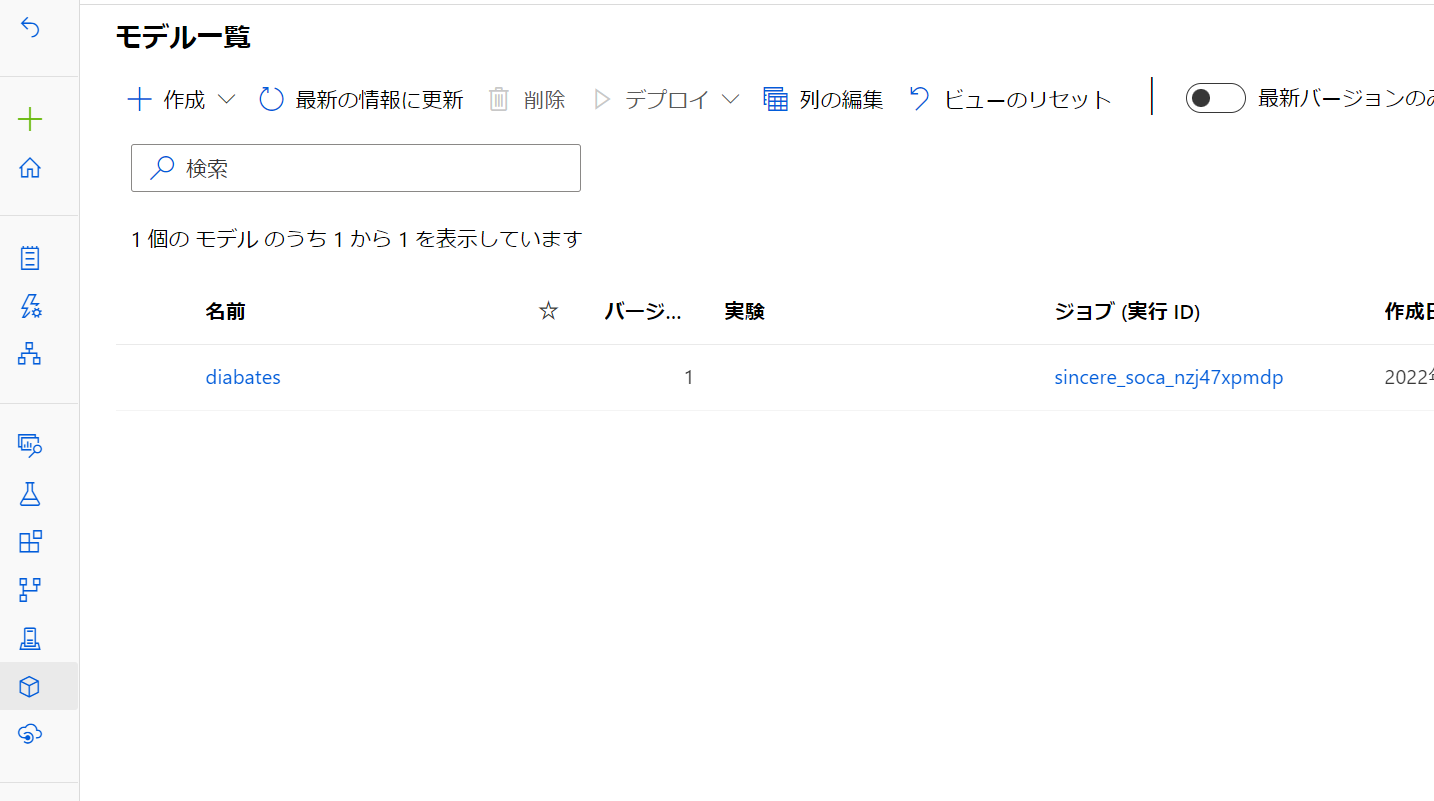 モデル一覧
作成 最新の情報に更新 削除 デプロイ 列の編集 ビューのリセット 最新バージョンのみ
検索
1 個の モデル のうち 1 から 1 を表示しています
名前 ☆ バージ... 実験 ジョブ (実行 ID) 作成日
diabates 1 sincere_soca_nzj47xpmdp 2022年